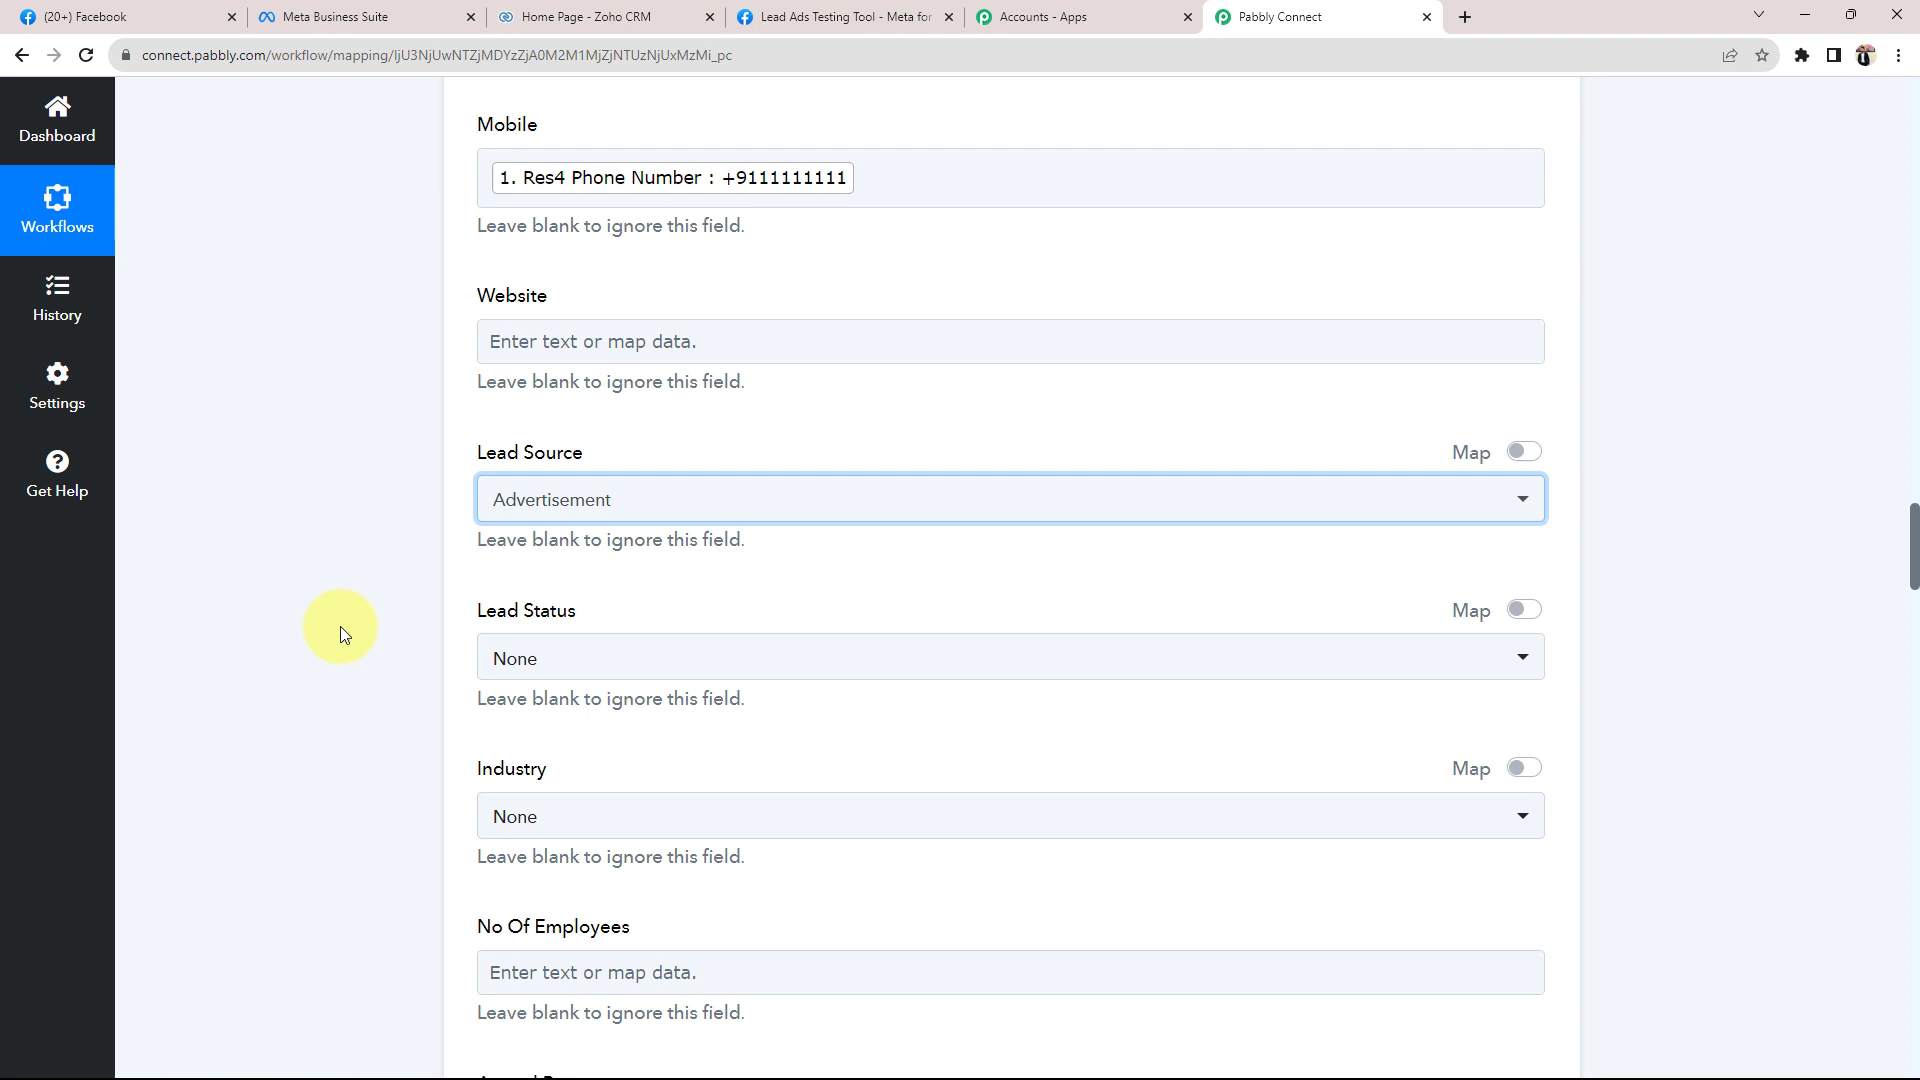 (20+) Facebook
Meta Business Suite
Home Page - Zoho CRM
Lead Ads Testing Tool - Meta for
Accounts - Apps
Pabbly Connect
connect.pabbly.com/workflow/mapping/IjU3NjUwNTZjMDYzZjA0M2M1MjZjNTUzNjUxMzMi_pc
Dashboard
Workflows
History
Settings
Get Help
Mobile
1. Res4 Phone Number : +9111111111
Leave blank to ignore this field.
Website
Enter text or map data.
Leave blank to ignore this field.
Lead Source
Map
Advertisement
Leave blank to ignore this field.
Lead Status
Map
None
Leave blank to ignore this field.
Industry
Map
None
Leave blank to ignore this field.
No Of Employees
Enter text or map data.
Leave blank to ignore this field.